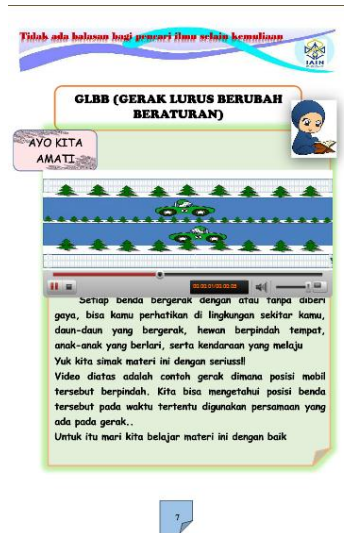 Tidak ada balasan bagi pencari ilmu selain kemuliaan
IAIN
GLBB (GERAK LURUS BERUBAH
BERATURAN)
AYO KITA
AMATI
Setiap benda bergerak dengan atau tanpa diberi
gaya, bisa kamu perhatikan di lingkungan sekitar kamu,
daun-daun yang bergerak, hewan berpindah tempat,
anak-anak yang berlari, serta kendaraan yang melaju
Yuk kita simak materi ini dengan seriuss!!
Video diatas adalah contoh gerak dimana posisi mobil
tersebut berpindah. Kita bisa mengetahui posisi benda
tersebut pada waktu tertentu digunakan persamaan yang
ada pada gerak..
Untuk itu mari kita belajar materi ini dengan baik
7